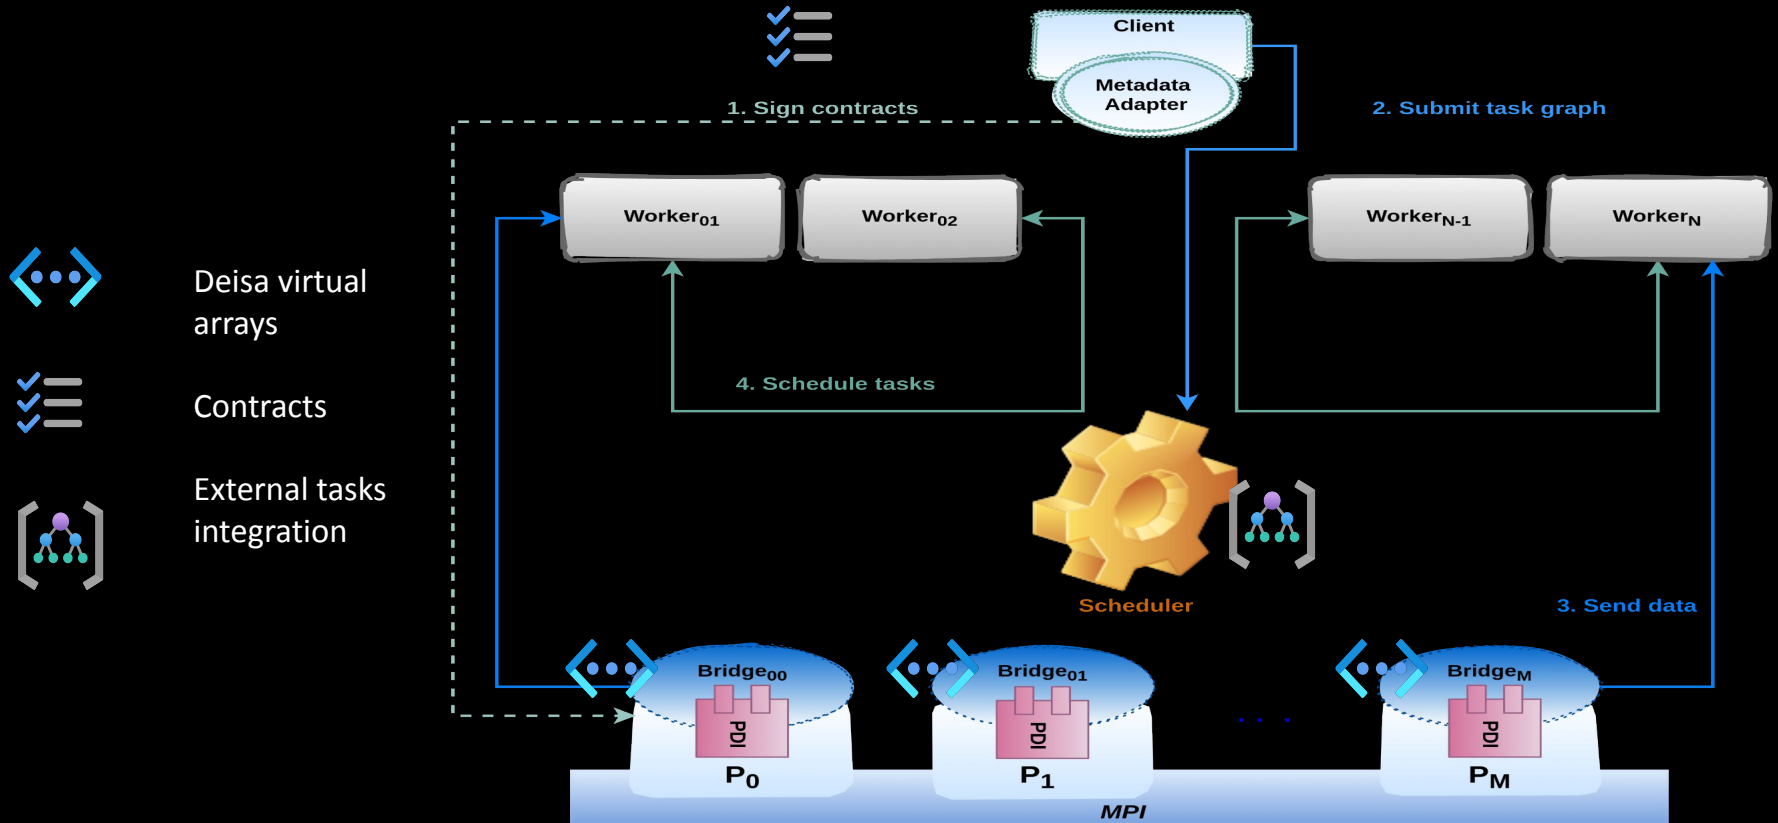 Client
Metadata
Adapter
1. Sign contracts
2. Submit task graph
Worker01
Worker02
WorkerN-1
WorkerN
Deisa virtual
arrays
Contracts
External tasks
integration
4. Schedule tasks
Scheduler
3. Send data
Bridge00
Bridge01
BridgeM
PDI
PDI
PDI
. . .
P0
P1
PM
MPI